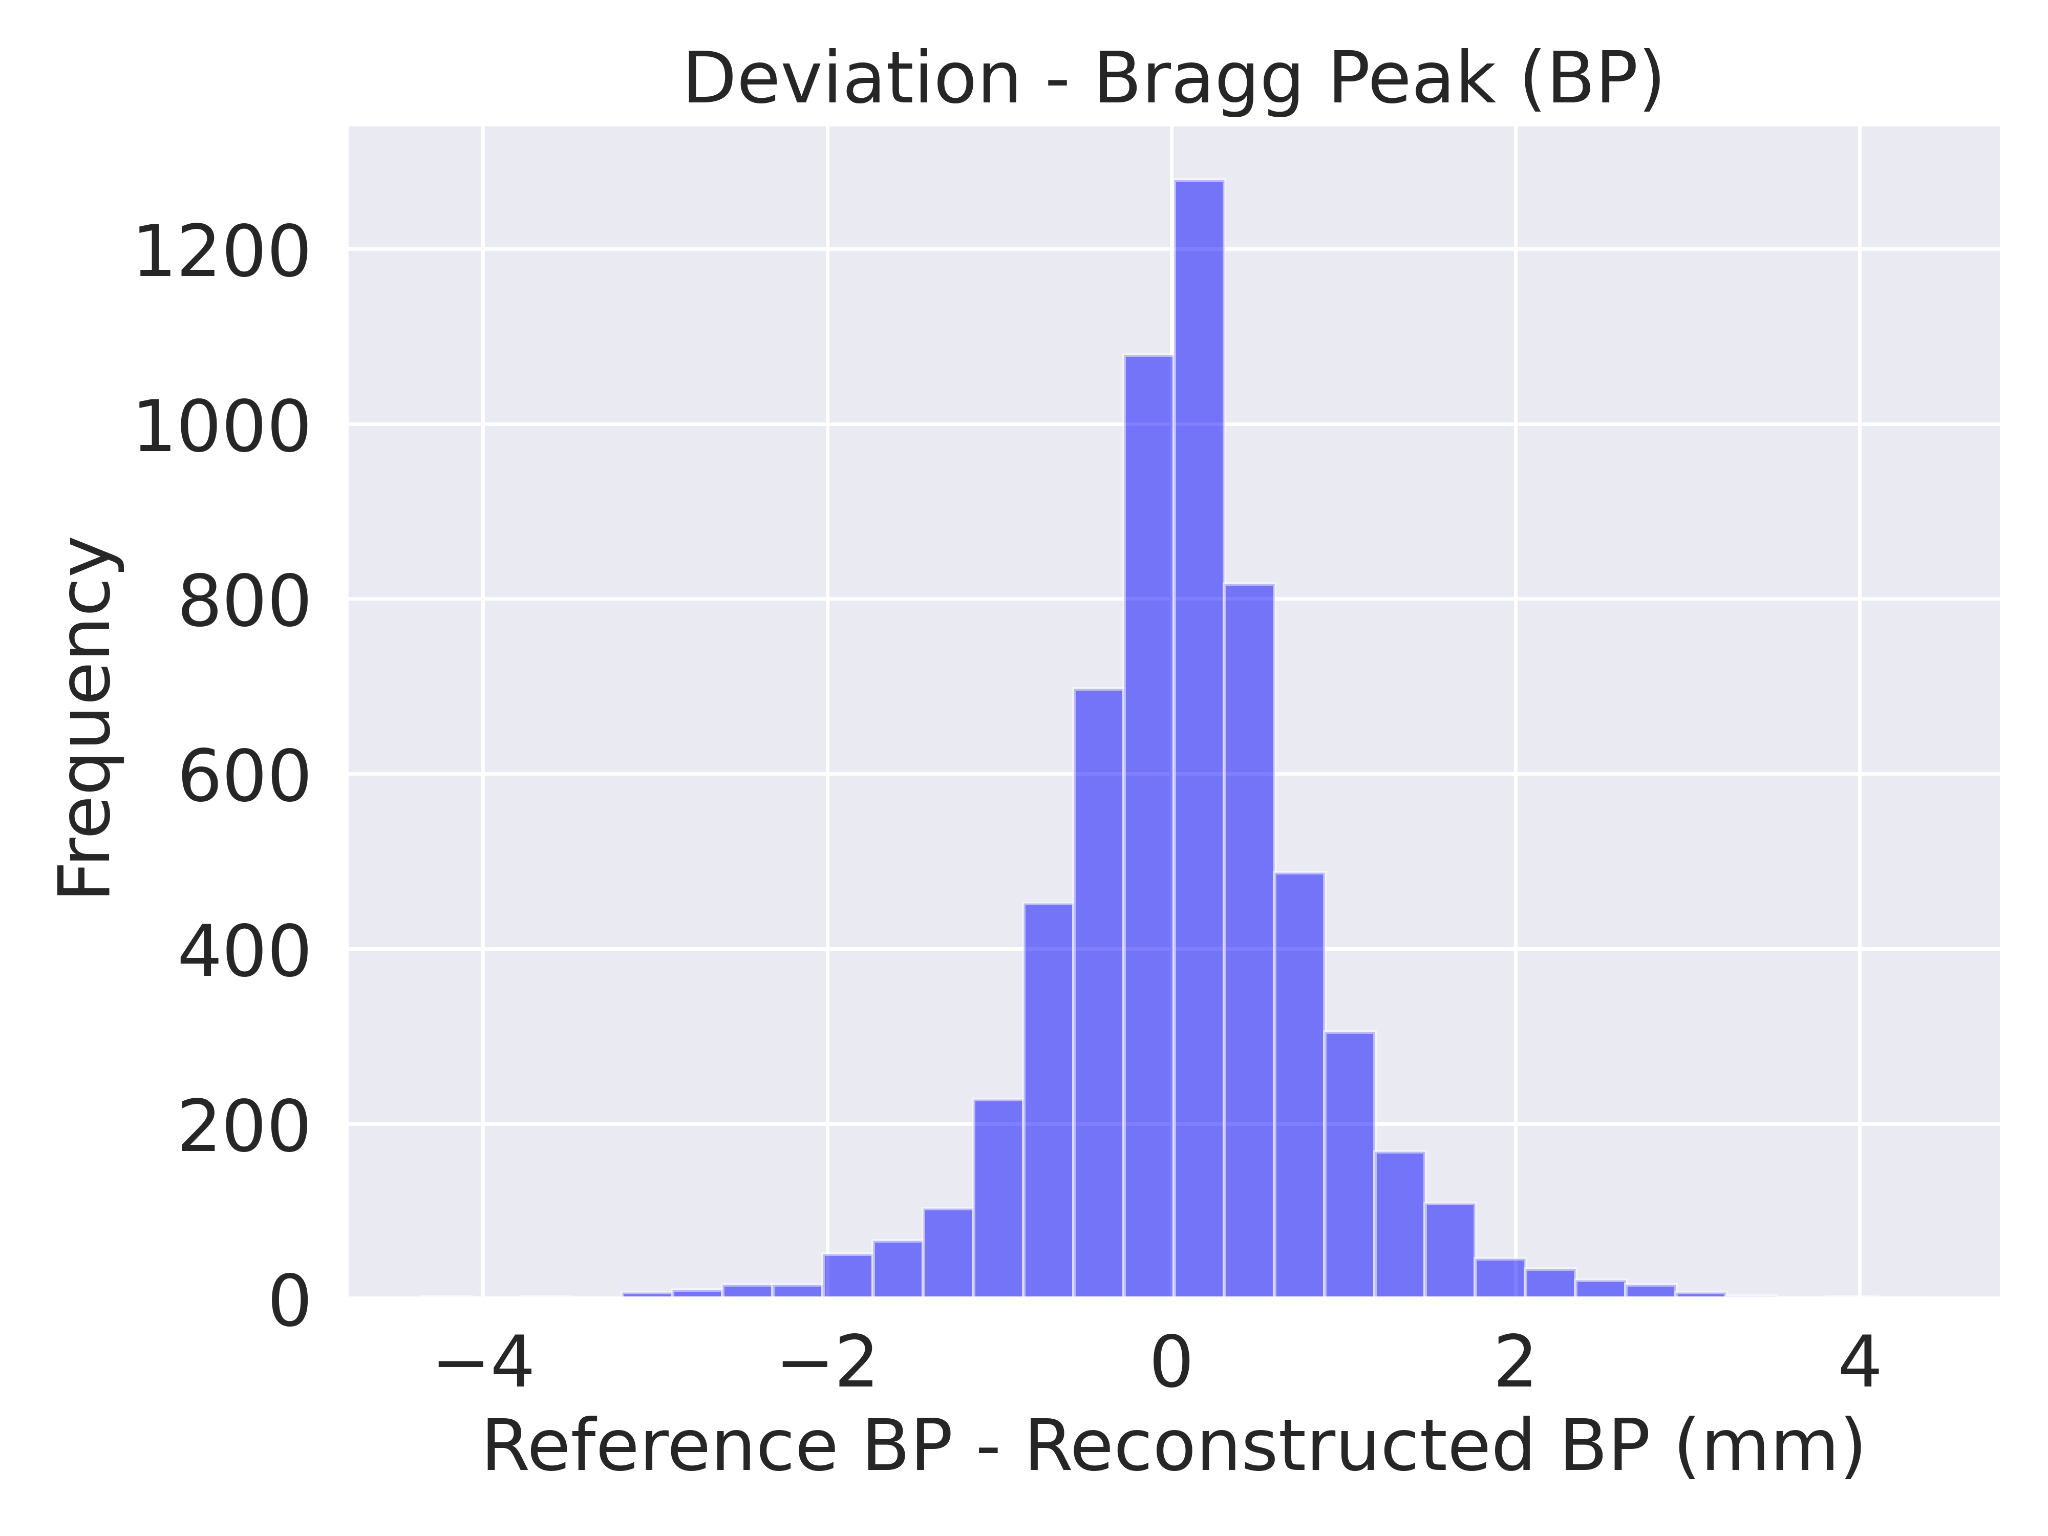 Deviation - Bragg Peak (BP)
1200
1000
800
600
400
200
0
Frequency
−4 −2 0 2 4
Reference BP - Reconstructed BP (mm)